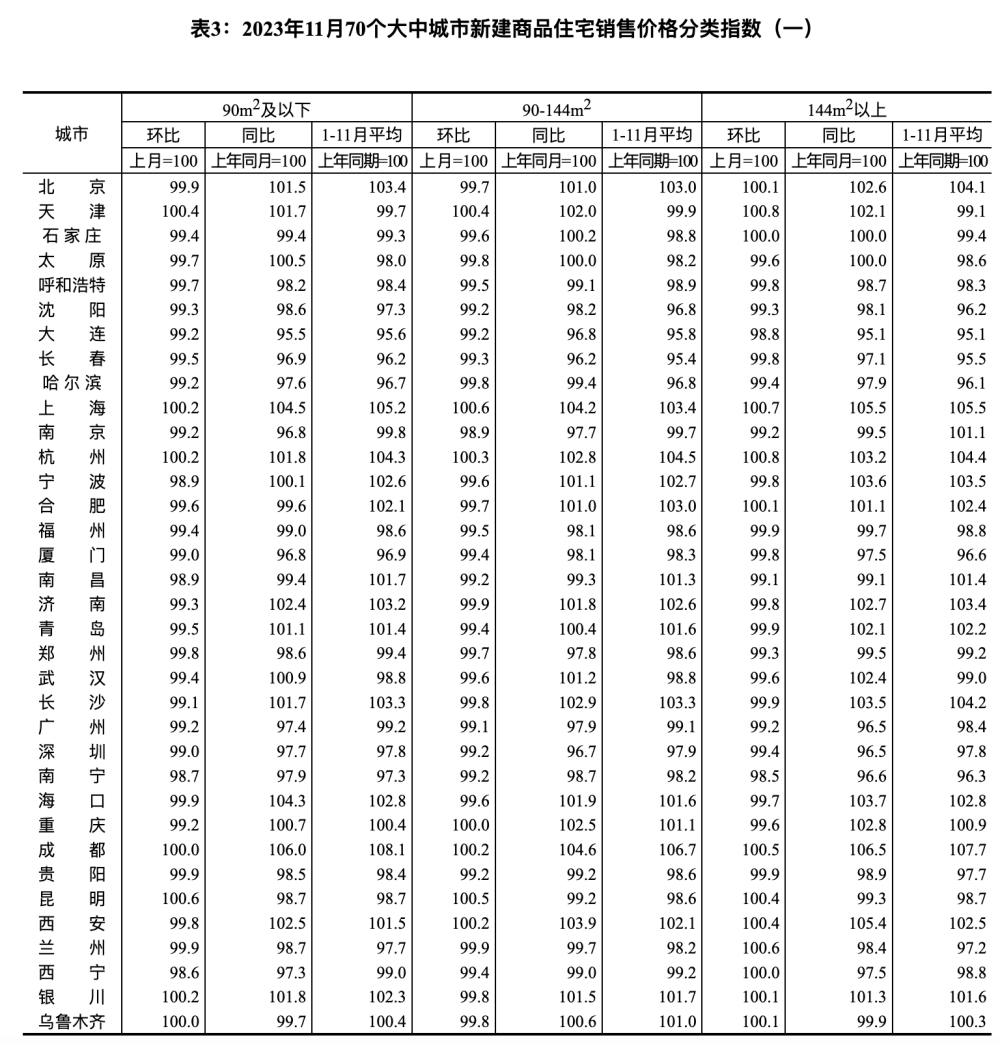 表3：2023年11月70个大中城市新建商品住宅销售价格分类指数（一）
城市 90m²及以下 90-144m² 144m²以上
环比 同比 1-11月平均 环比 同比 1-11月平均 环比 同比 1-11月平均
上月=100 上年同月=100 上年同期=100 上月=100 上年同月=100 上年同期=100 上月=100 上年同月=100 上年同期=100
北京 99.9 101.5 103.4 99.7 101.0 103.0 100.1 102.6 104.1
天津 100.4 101.7 99.7 100.4 102.0 99.9 100.8 102.1 99.1
石家庄 99.4 99.4 99.3 99.6 100.2 98.8 100.0 100.0 99.4
太原 99.7 100.5 98.0 99.8 100.0 98.2 99.6 100.0 98.6
呼和浩特 99.7 98.2 98.4 99.5 99.1 98.9 99.8 98.7 98.3
沈阳 99.3 98.6 97.3 99.2 98.2 96.8 99.3 98.1 96.2
大连 99.2 95.5 95.6 99.2 96.8 95.8 98.8 95.1 95.1
长春 99.5 96.9 96.2 99.3 96.2 95.4 99.8 97.1 95.5
哈尔滨 99.2 97.6 96.7 99.8 99.4 96.8 99.4 97.9 96.1
上海 100.2 104.5 105.2 100.6 104.2 103.4 100.7 105.5 105.5
南京 99.2 96.8 99.8 98.9 97.7 99.7 99.2 99.5 101.1
杭州 100.2 101.8 104.3 100.3 102.8 104.5 100.8 103.2 104.4
宁波 98.9 100.1 102.6 99.6 101.1 102.7 99.8 103.6 103.5
合肥 99.6 99.6 102.1 99.7 101.0 103.0 100.1 101.1 102.4
福州 99.4 99.0 98.6 99.5 98.1 98.6 99.9 99.7 98.8
厦门 99.0 96.8 96.9 99.4 98.1 98.3 99.8 97.5 96.6
南昌 98.9 99.4 101.7 99.2 99.3 101.3 99.1 99.1 101.4
济南 99.3 102.4 103.2 99.9 101.8 102.6 99.8 102.7 103.4
青岛 99.5 101.1 101.4 99.4 100.4 101.6 99.9 102.1 102.2
郑州 99.8 98.6 99.4 99.7 97.8 98.6 99.3 99.5 99.2
武汉 99.4 100.9 98.8 99.6 101.2 98.8 99.6 102.4 99.0
长沙 99.1 101.7 103.3 99.8 102.9 103.3 99.9 103.5 104.2
广州 99.2 97.4 99.2 99.1 97.9 99.1 99.2 96.5 98.4
深圳 99.0 97.7 97.8 99.2 96.7 97.9 99.4 96.5 97.8
南宁 98.7 97.9 97.3 99.2 98.7 98.2 98.5 96.6 96.3
海口 99.9 104.3 102.8 99.6 101.9 101.6 99.7 103.7 102.8
重庆 99.2 100.7 100.4 100.0 102.5 101.1 99.6 102.8 100.9
成都 100.0 106.0 108.1 100.2 104.6 106.7 100.5 106.5 107.7
贵阳 99.9 98.5 98.4 99.2 99.2 98.6 99.9 98.9 97.7
昆明 100.6 98.7 98.7 100.5 99.2 98.6 100.4 99.3 98.7
西安 99.8 102.5 101.5 100.2 103.9 102.1 100.4 105.4 102.5
兰州 99.9 98.7 97.7 99.9 99.7 98.2 100.6 98.4 97.2
西宁 98.6 97.3 99.0 99.4 99.0 99.2 100.0 97.5 98.8
银川 100.2 101.8 102.3 99.8 101.5 101.7 100.1 101.3 101.6
乌鲁木齐 100.0 99.7 100.4 99.8 100.6 101.0 100.1 99.9 100.3